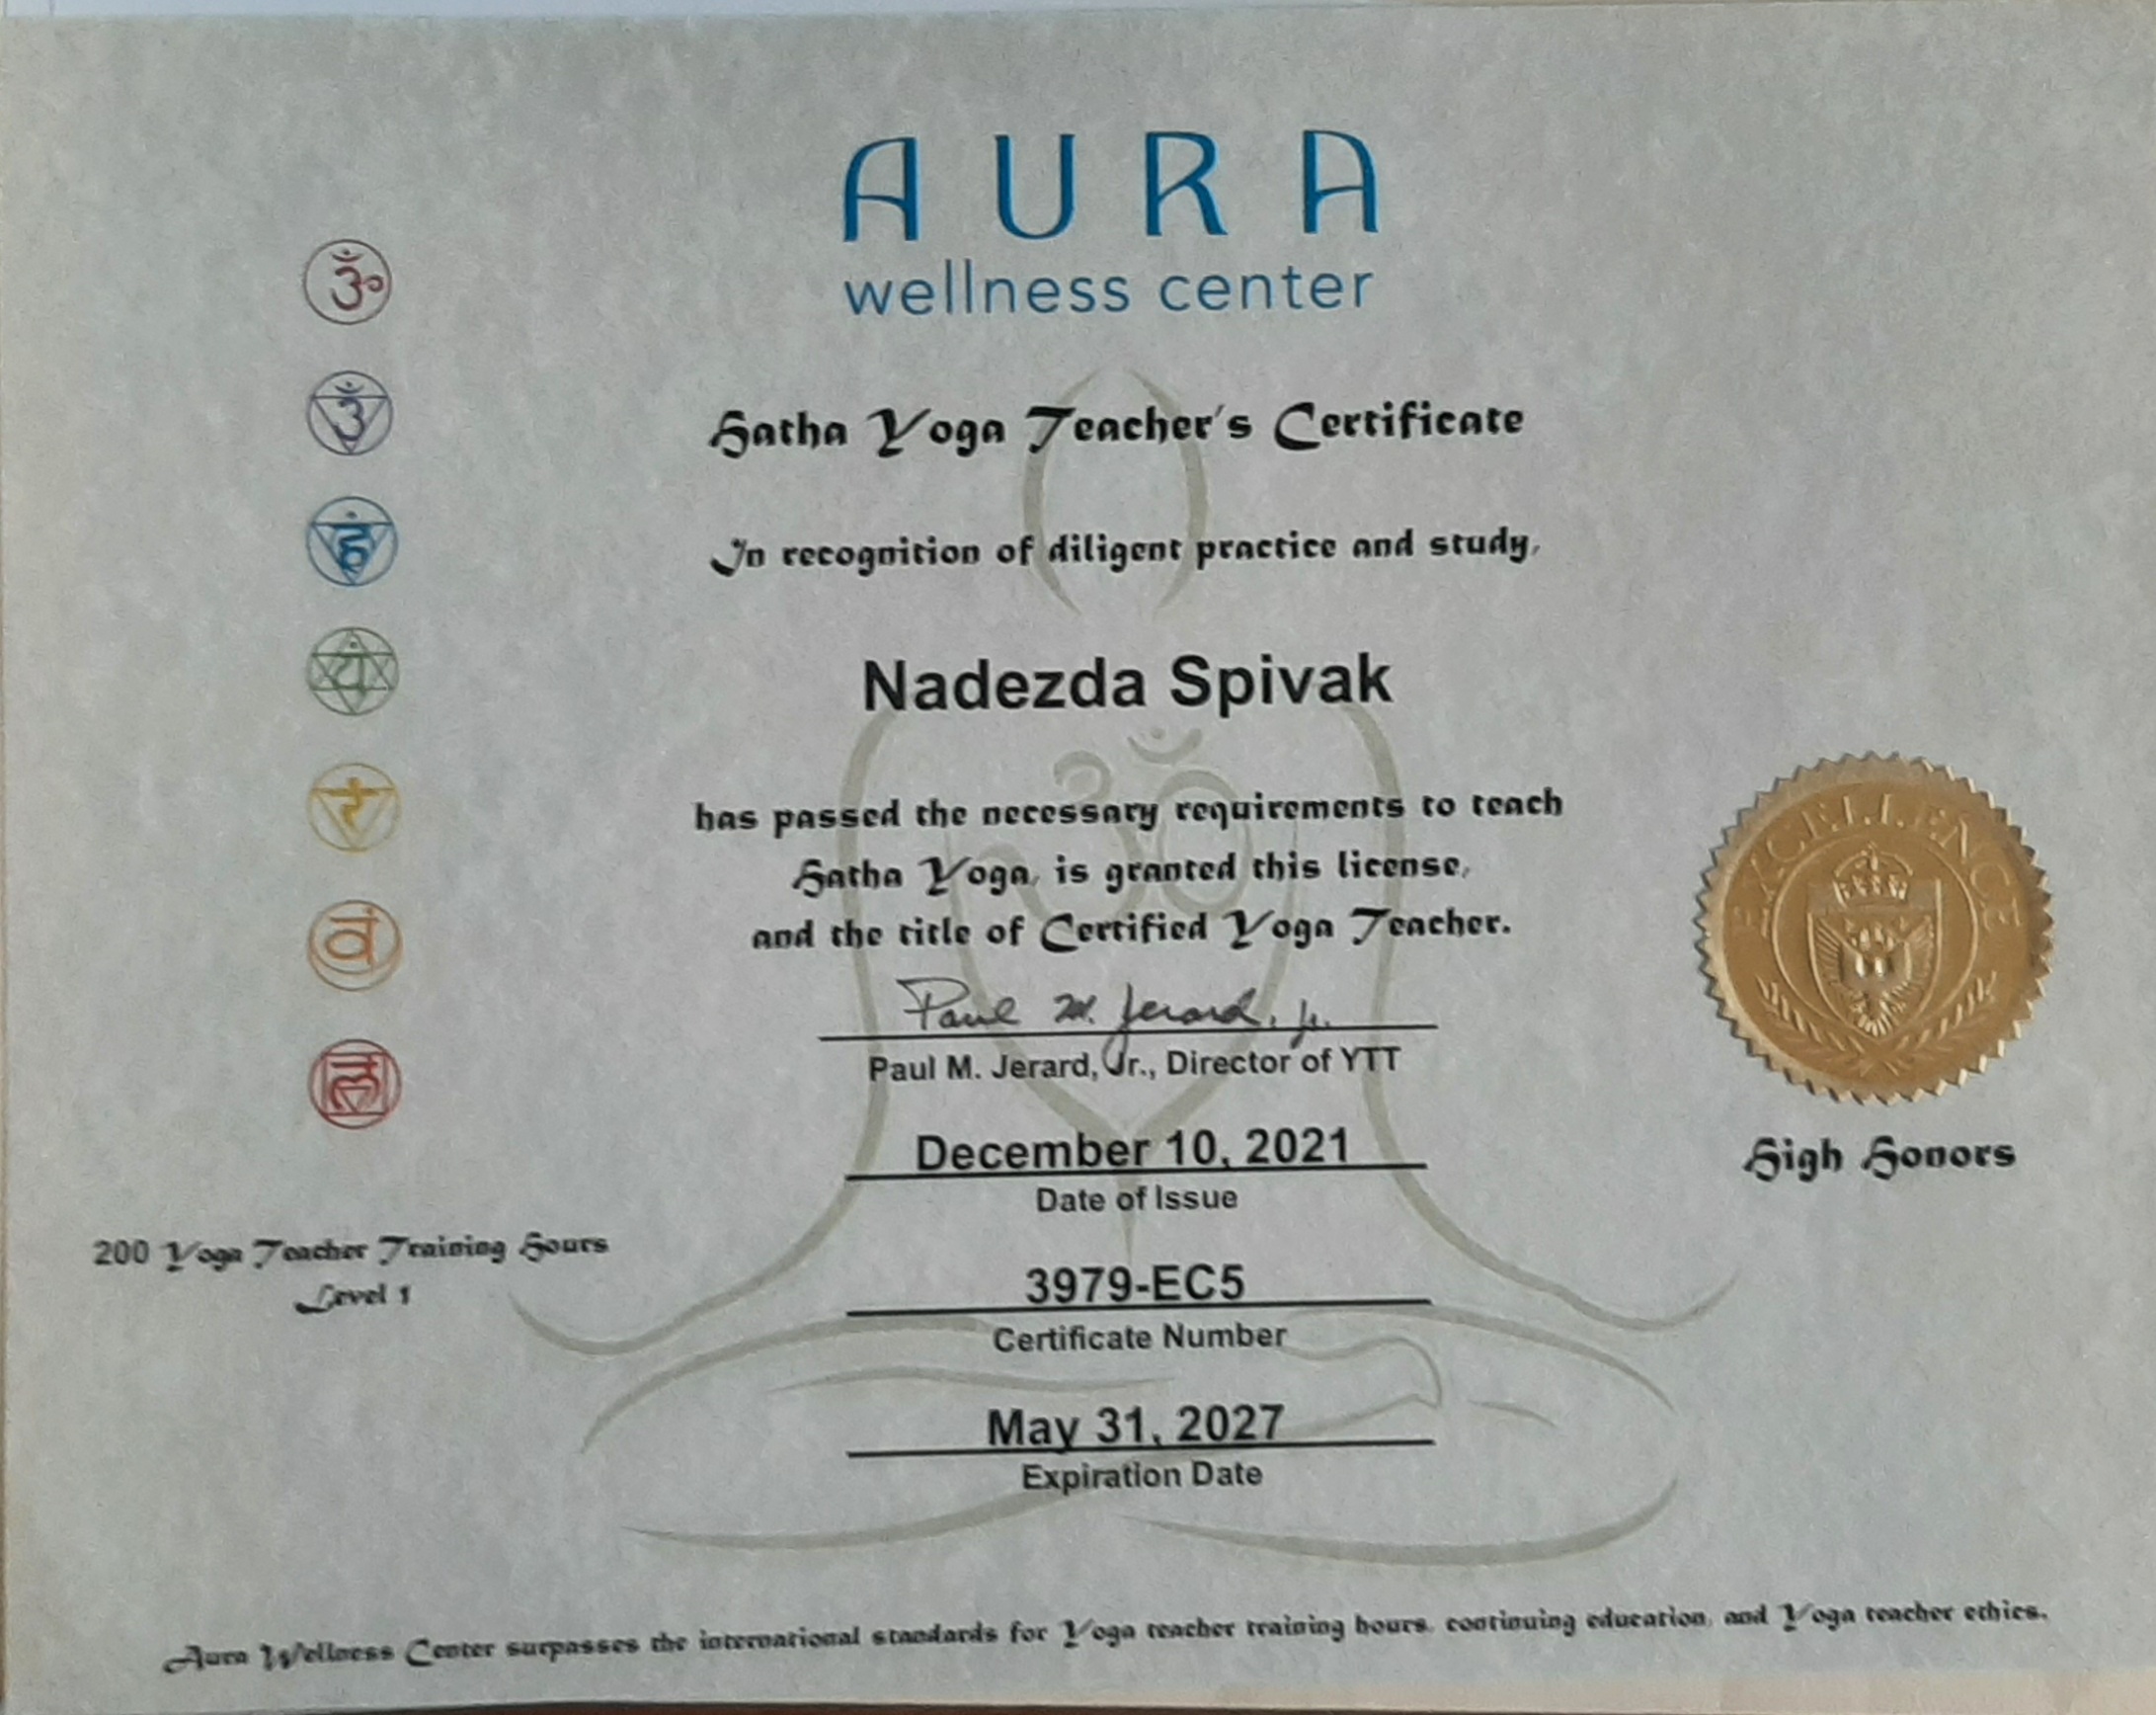 AURA
wellness center
Hatha Yoga Teacher's Certificate
In recognition of diligent practice and study,
Nadezda Spivak
has passed the necessary requirements to teach
Hatha Yoga, is granted this license,
and the title of Certified Yoga Teacher.
Paul M. Jerard, Jr.
Paul M. Jerard, Jr., Director of YTT
December 10, 2021
Date of Issue
3979-EC5
Certificate Number
May 31, 2027
Expiration Date
ॐ
ॐ
हं
यं
रं
वं
लं
200 Yoga Teacher Training Hours
Level 1
EXCELLENCE
High Honors
Aura Wellness Center surpasses the international standards for Yoga teacher training hours, continuing education, and Yoga teacher ethics.